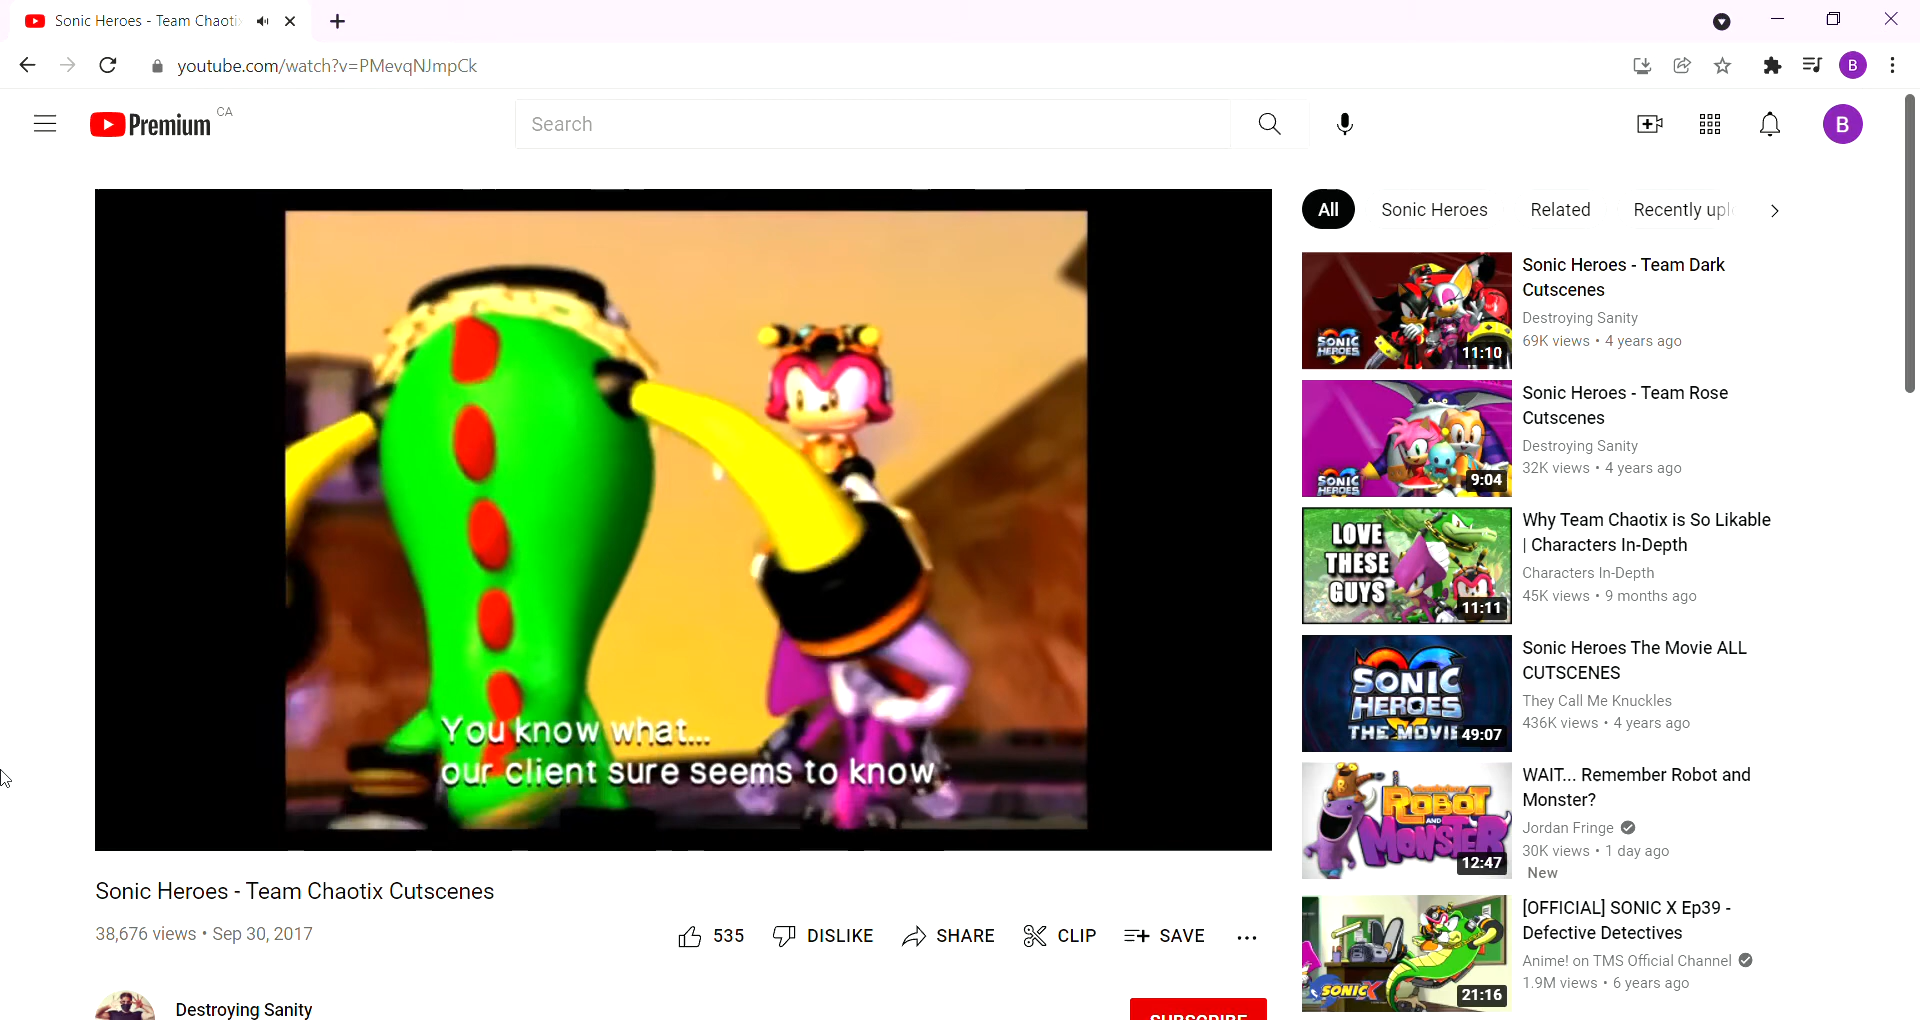 Sonic Heroes - Team Chaoti
youtube.com/watch?v=PMevqNJmpCk
B
Premium
CA
Search
B
All
Sonic Heroes
Related
Recently upl
You know what...
our client sure seems to know
Sonic Heroes - Team Chaotix Cutscenes
38,676 views • Sep 30, 2017
535
DISLIKE
SHARE
CLIP
SAVE
Destroying Sanity
SUBSCRIBE
SONIC
HEROES
11:10
Sonic Heroes - Team Dark
Cutscenes
Destroying Sanity
69K views • 4 years ago
SONIC
HEROES
9:04
Sonic Heroes - Team Rose
Cutscenes
Destroying Sanity
32K views • 4 years ago
LOVE
THESE
GUYS
11:11
Why Team Chaotix is So Likable
| Characters In-Depth
Characters In-Depth
45K views • 9 months ago
SONIC
HEROES
THE MOVIE
49:07
Sonic Heroes The Movie ALL
CUTSCENES
They Call Me Knuckles
436K views • 4 years ago
nickelodeon
ROBOT
AND
MONSTER
12:47
WAIT... Remember Robot and
Monster?
Jordan Fringe
30K views • 1 day ago
New
SONIC X
21:16
[OFFICIAL] SONIC X Ep39 -
Defective Detectives
Anime! on TMS Official Channel
1.9M views • 6 years ago